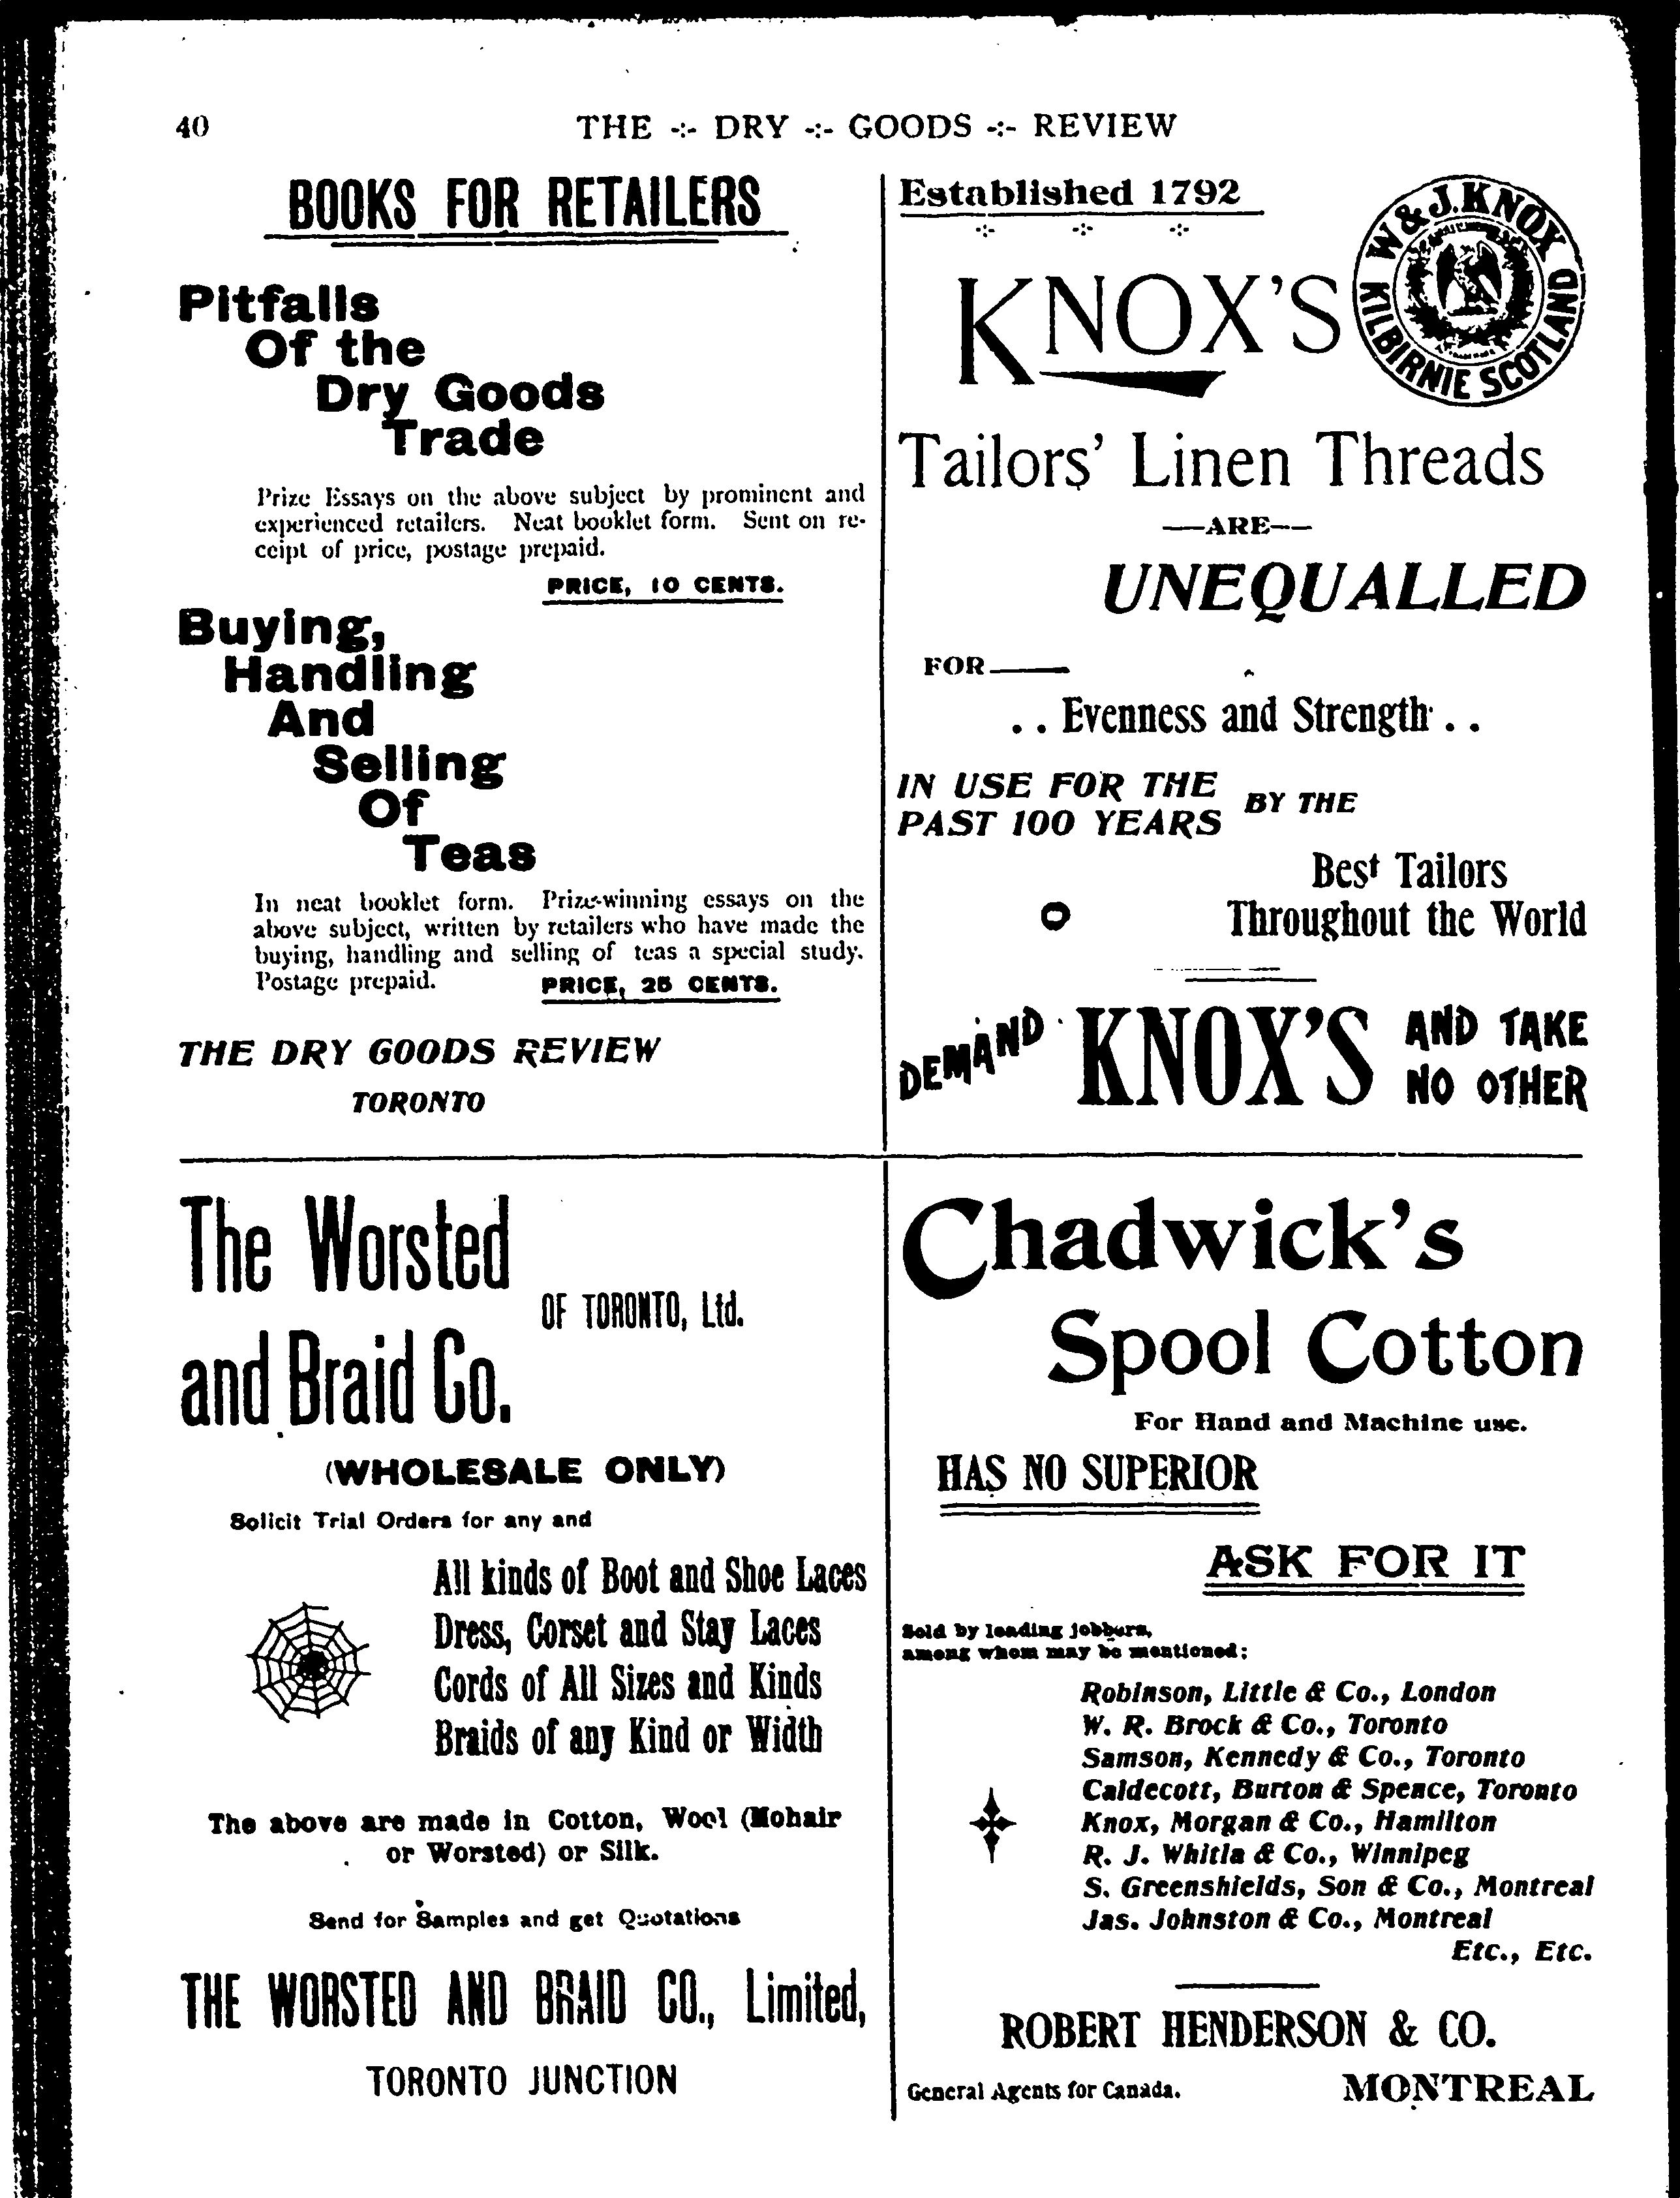 40
THE -:- DRY -:- GOODS -:- REVIEW
BOOKS FOR RETAILERS
Pitfalls
Of the
Dry Goods
Trade
Prize Essays on the above subject by prominent and
experienced retailers. Neat booklet form. Sent on re-
ceipt of price, postage prepaid.
PRICE, 10 CENTS.
Buying,
Handling
And
Selling
Of
Teas
In neat booklet form. Prize-winning essays on the
above subject, written by retailers who have made the
buying, handling and selling of teas a special study.
Postage prepaid. PRICE, 25 CENTS.
THE DRY GOODS REVIEW
TORONTO
Established 1792
W & J. KNOX
KILBIRNIE SCOTLAND
KNOX'S
Tailors' Linen Threads
—ARE—
UNEQUALLED
FOR——
. . Evenness and Strength . .
IN USE FOR THE
PAST 100 YEARS BY THE
Best Tailors
Throughout the World
DEMAND KNOX'S AND TAKE
NO OTHER
The Worsted
and Braid Co. OF TORONTO, Ltd.
(WHOLESALE ONLY)
Solicit Trial Orders for any and
All kinds of Boot and Shoe Laces
Dress, Corset and Stay Laces
Cords of All Sizes and Kinds
Braids of any Kind or Width
The above are made in Cotton, Wool (Mohair
or Worsted) or Silk.
Send for Samples and get Quotations
THE WORSTED AND BRAID CO., Limited,
TORONTO JUNCTION
Chadwick's
Spool Cotton
For Hand and Machine use.
HAS NO SUPERIOR
ASK FOR IT
Sold by leading jobbers,
among whom may be mentioned:
Robinson, Little & Co., London
W. R. Brock & Co., Toronto
Samson, Kennedy & Co., Toronto
Caldecott, Burton & Spence, Toronto
Knox, Morgan & Co., Hamilton
R. J. Whitla & Co., Winnipeg
S. Greenshields, Son & Co., Montreal
Jas. Johnston & Co., Montreal
Etc., Etc.
ROBERT HENDERSON & CO.
General Agents for Canada. MONTREAL